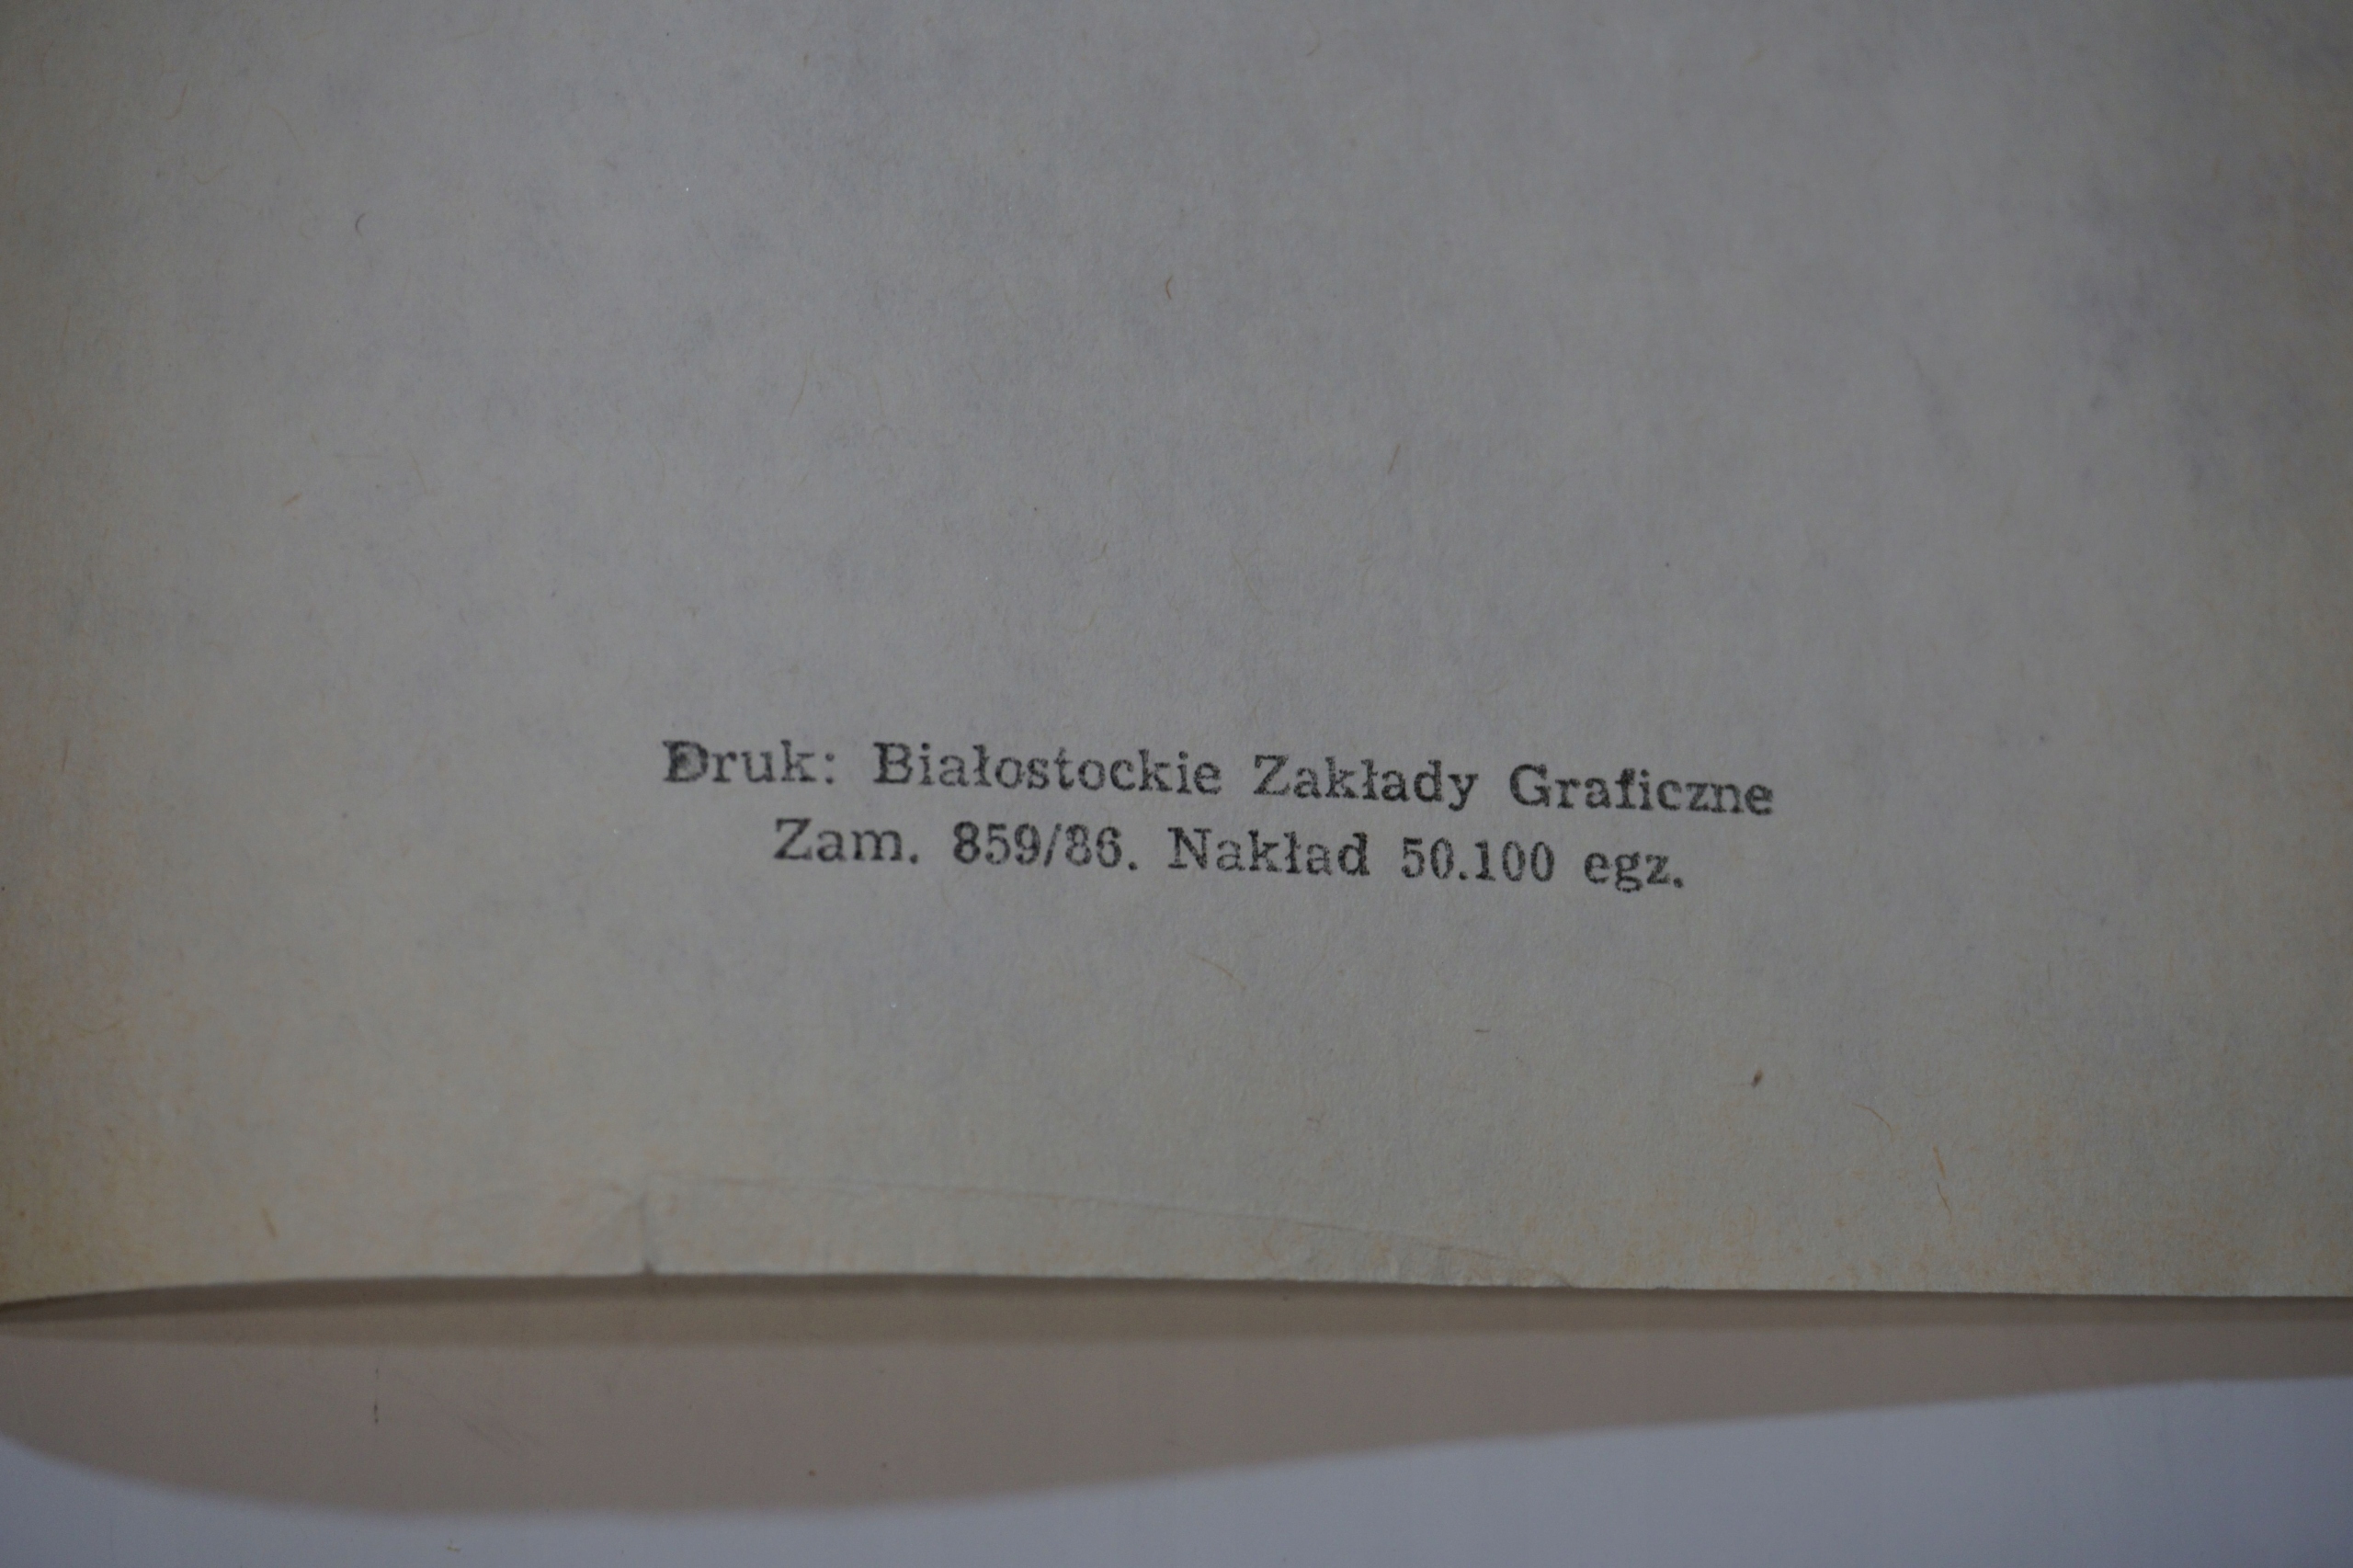 Druk: Białostockie Zakłady Graficzne
Zam. 859/86. Nakład 50.100 egz.